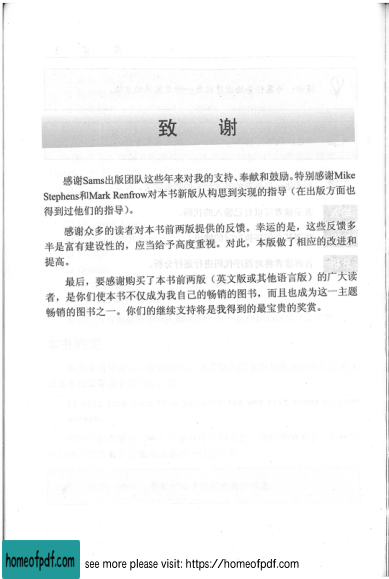 致 谢
感谢Sams出版团队这些年来对我的支持、奉献和鼓励。特别感谢Mike
Stephens和Mark Renfrow对本书新版从构思到实现的指导（在出版方面也
得到过他们的指导）。
感谢众多的读者对本书前两版提供的反馈。幸运的是，这些反馈多
半是富有建设性的，应当给予高度重视。对此，本版做了相应的改进和
提高。
最后，要感谢购买了本书前两版（英文版或其他语言版）的广大读
者，是你们使本书不仅成为我自己的畅销的图书，而且也成为这一主题
畅销的图书之一。你们的继续支持将是我得到的最宝贵的奖赏。
homeofpdf.com
see more please visit: https://homeofpdf.com